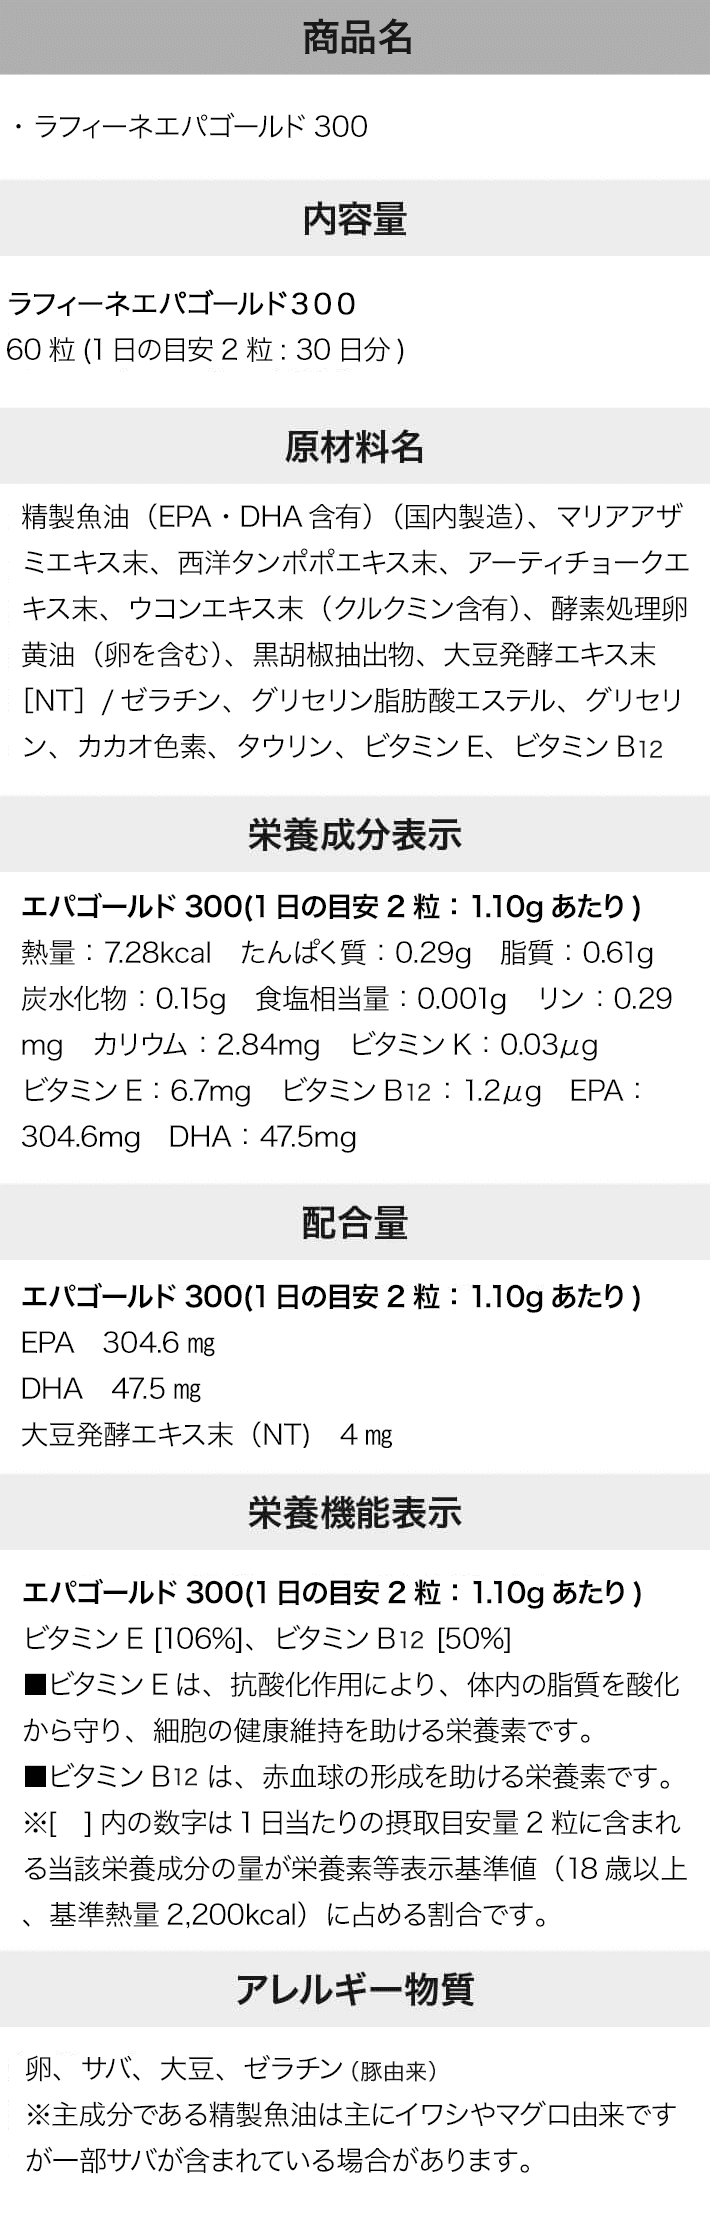 商品名
・ラフィーネエパゴールド 300
内容量
ラフィーネエパゴールド３００
60 粒 (1 日の目安 2 粒 : 30 日分 )
原材料名
精製魚油（EPA・DHA 含有）（国内製造）、マリアアザ
ミエキス末、西洋タンポポエキス末、アーティチョークエ
キス末、ウコンエキス末（クルクミン含有）、酵素処理卵
黄油（卵を含む）、黒胡椒抽出物、大豆発酵エキス末
［NT］/ ゼラチン、グリセリン脂肪酸エステル、グリセリ
ン、カカオ色素、タウリン、ビタミン E、ビタミン B12
栄養成分表示
エパゴールド 300(1 日の目安 2 粒：1.10g あたり )
熱量：7.28kcal　たんぱく質：0.29g　脂質：0.61g
炭水化物：0.15g　食塩相当量：0.001g　リン：0.29
mg　カリウム：2.84mg　ビタミン K：0.03μg
ビタミン E：6.7mg　ビタミン B12：1.2μg　EPA：
304.6mg　DHA：47.5mg
配合量
エパゴールド 300(1 日の目安 2 粒：1.10g あたり )
EPA　304.6 ㎎
DHA　47.5 ㎎
大豆発酵エキス末（NT)　4 ㎎
栄養機能表示
エパゴールド 300(1 日の目安 2 粒：1.10g あたり )
ビタミン E [106%]、ビタミン B12 [50%]
■ビタミン E は、抗酸化作用により、体内の脂質を酸化
から守り、細胞の健康維持を助ける栄養素です。
■ビタミン B12 は、赤血球の形成を助ける栄養素です。
※[　] 内の数字は 1 日当たりの摂取目安量 2 粒に含まれ
る当該栄養成分の量が栄養素等表示基準値（18 歳以上
、基準熱量 2,200kcal）に占める割合です。
アレルギー物質
卵、サバ、大豆、ゼラチン（豚由来）
※主成分である精製魚油は主にイワシやマグロ由来です
が一部サバが含まれている場合があります。